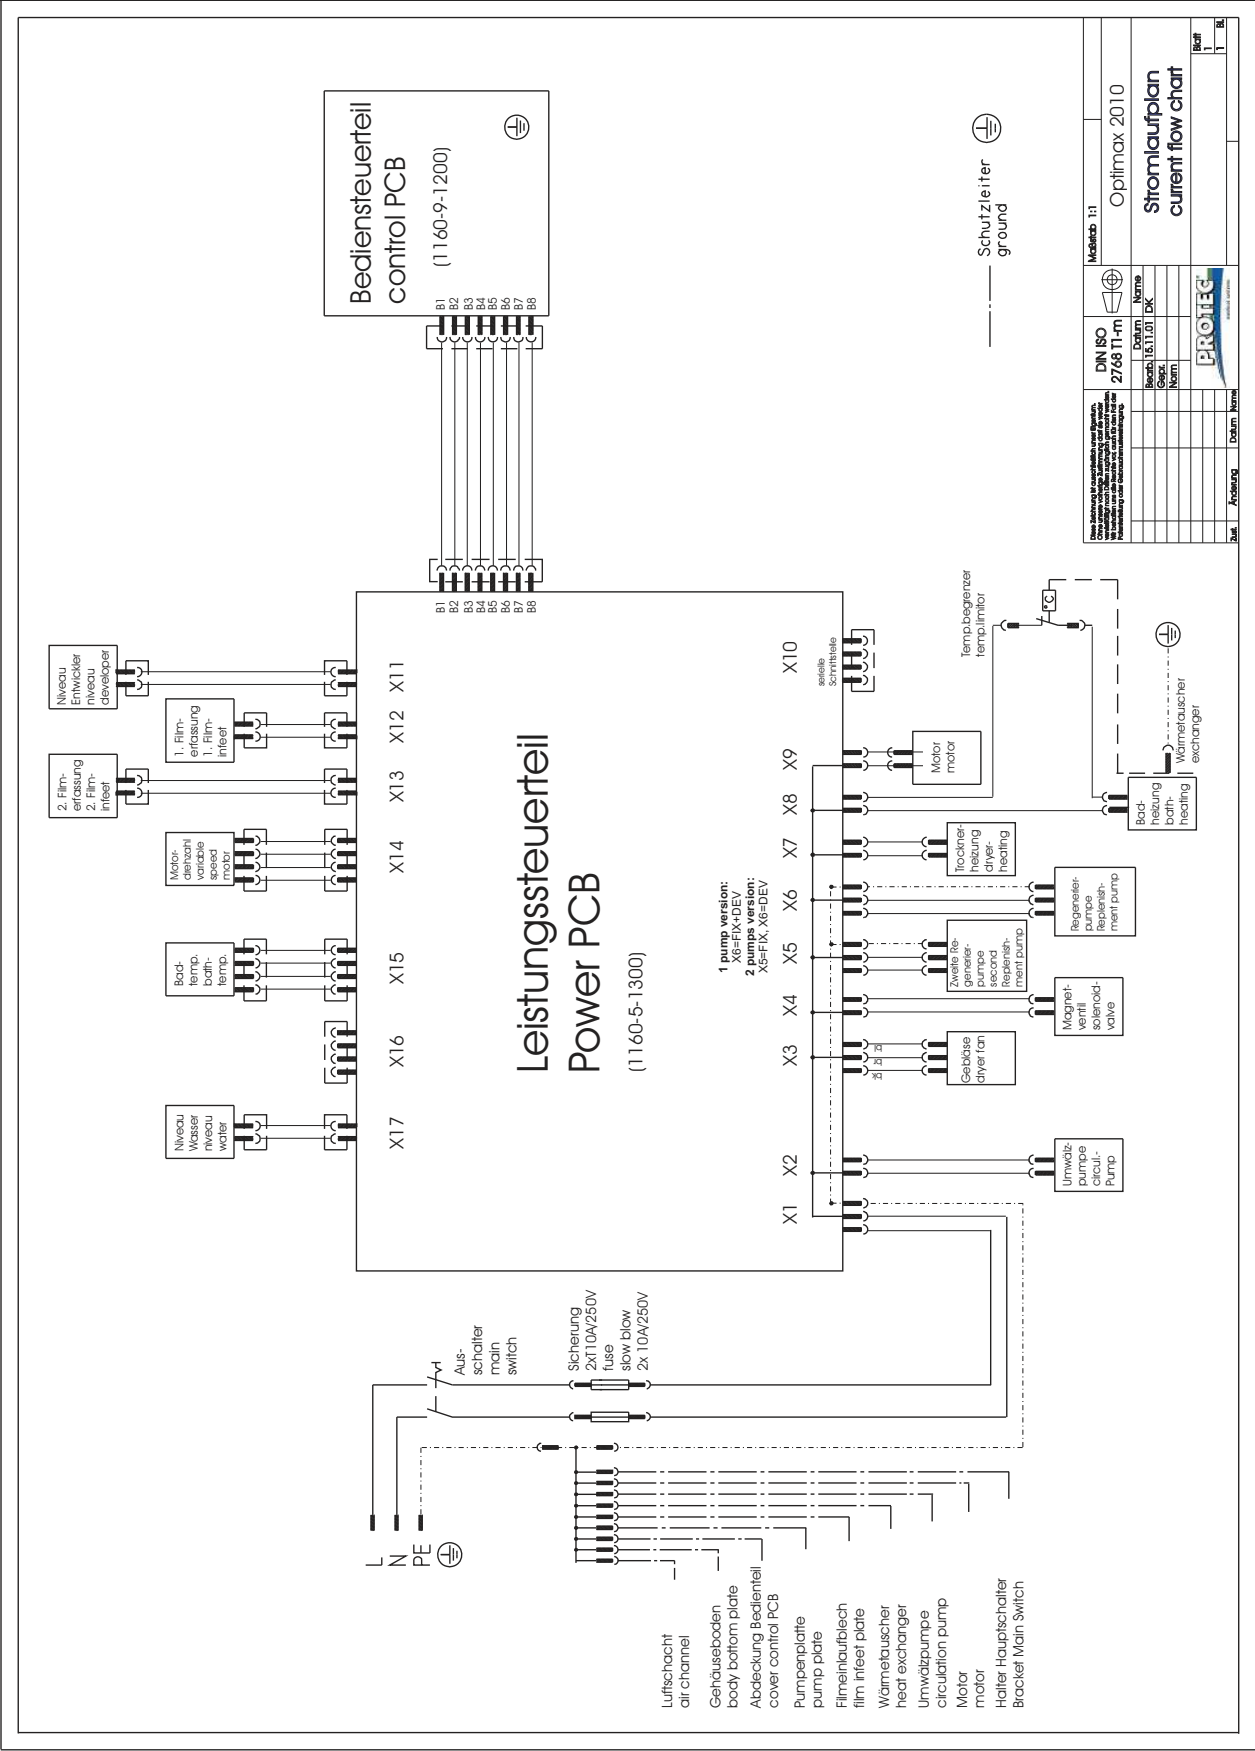 Bediensteuerteil
control PCB
(1160-9-1200)
B1
B2
B3
B4
B5
B6
B7
B8
B1
B2
B3
B4
B5
B6
B7
B8
Niveau
Entwickler
niveau
developer
1. Film-
erfassung
1. Film-
infeet
2. Film-
erfassung
2. Film-
infeet
Motor-
drehzahl
variable
speed
motor
Bad-
temp.
bath-
temp.
Niveau
Wasser
niveau
water
X11
X12
X13
X14
X15
X16
X17
Leistungssteuerteil
Power PCB
(1160-5-1300)
1 pump version:
X6=FIX+DEV
2 pumps version:
X5=FIX, X6=DEV
X10
serielle
Schnittstelle
X9
X8
X7
X6
X5
X4
X3
X2
X1
Motor
motor
Trockner-
heizung
dryer-
heating
Zweite Re-
generier-
pumpe
second
Replenish-
ment pump
Gebläse
dryer fan
Bad-
heizung
bath-
heating
Regenerier-
pumpe
Replenish-
ment pump
Magnet-
ventil
solenoid-
valve
Umwälz-
pumpe
circul.-
Pump
Temp.begrenzer
temp.limitor
°C
Wärmetauscher
exchanger
Schutzleiter
ground
L
N
PE
Aus-
schalter
main
switch
Sicherung
2xT10A/250V
fuse
slow blow
2x 10A/250V
Luftschacht
air channel
Gehäuseboden
body bottom plate
Abdeckung Bedienteil
cover control PCB
Pumpenplatte
pump plate
Filmeinlaufblech
film infeet plate
Wärmetauscher
heat exchanger
Umwälzpumpe
circulation pump
Motor
motor
Halter Hauptschalter
Bracket Main Switch
DIN ISO
2768 T1-m
Maßstab 1:1
Optimax 2010
Datum Name
Bearb. 15.11.01 DK
Gepr.
Norm
Stromlaufplan
current flow chart
PROTEC
Blatt
1
1 Bl.
Zust. Änderung Datum Name